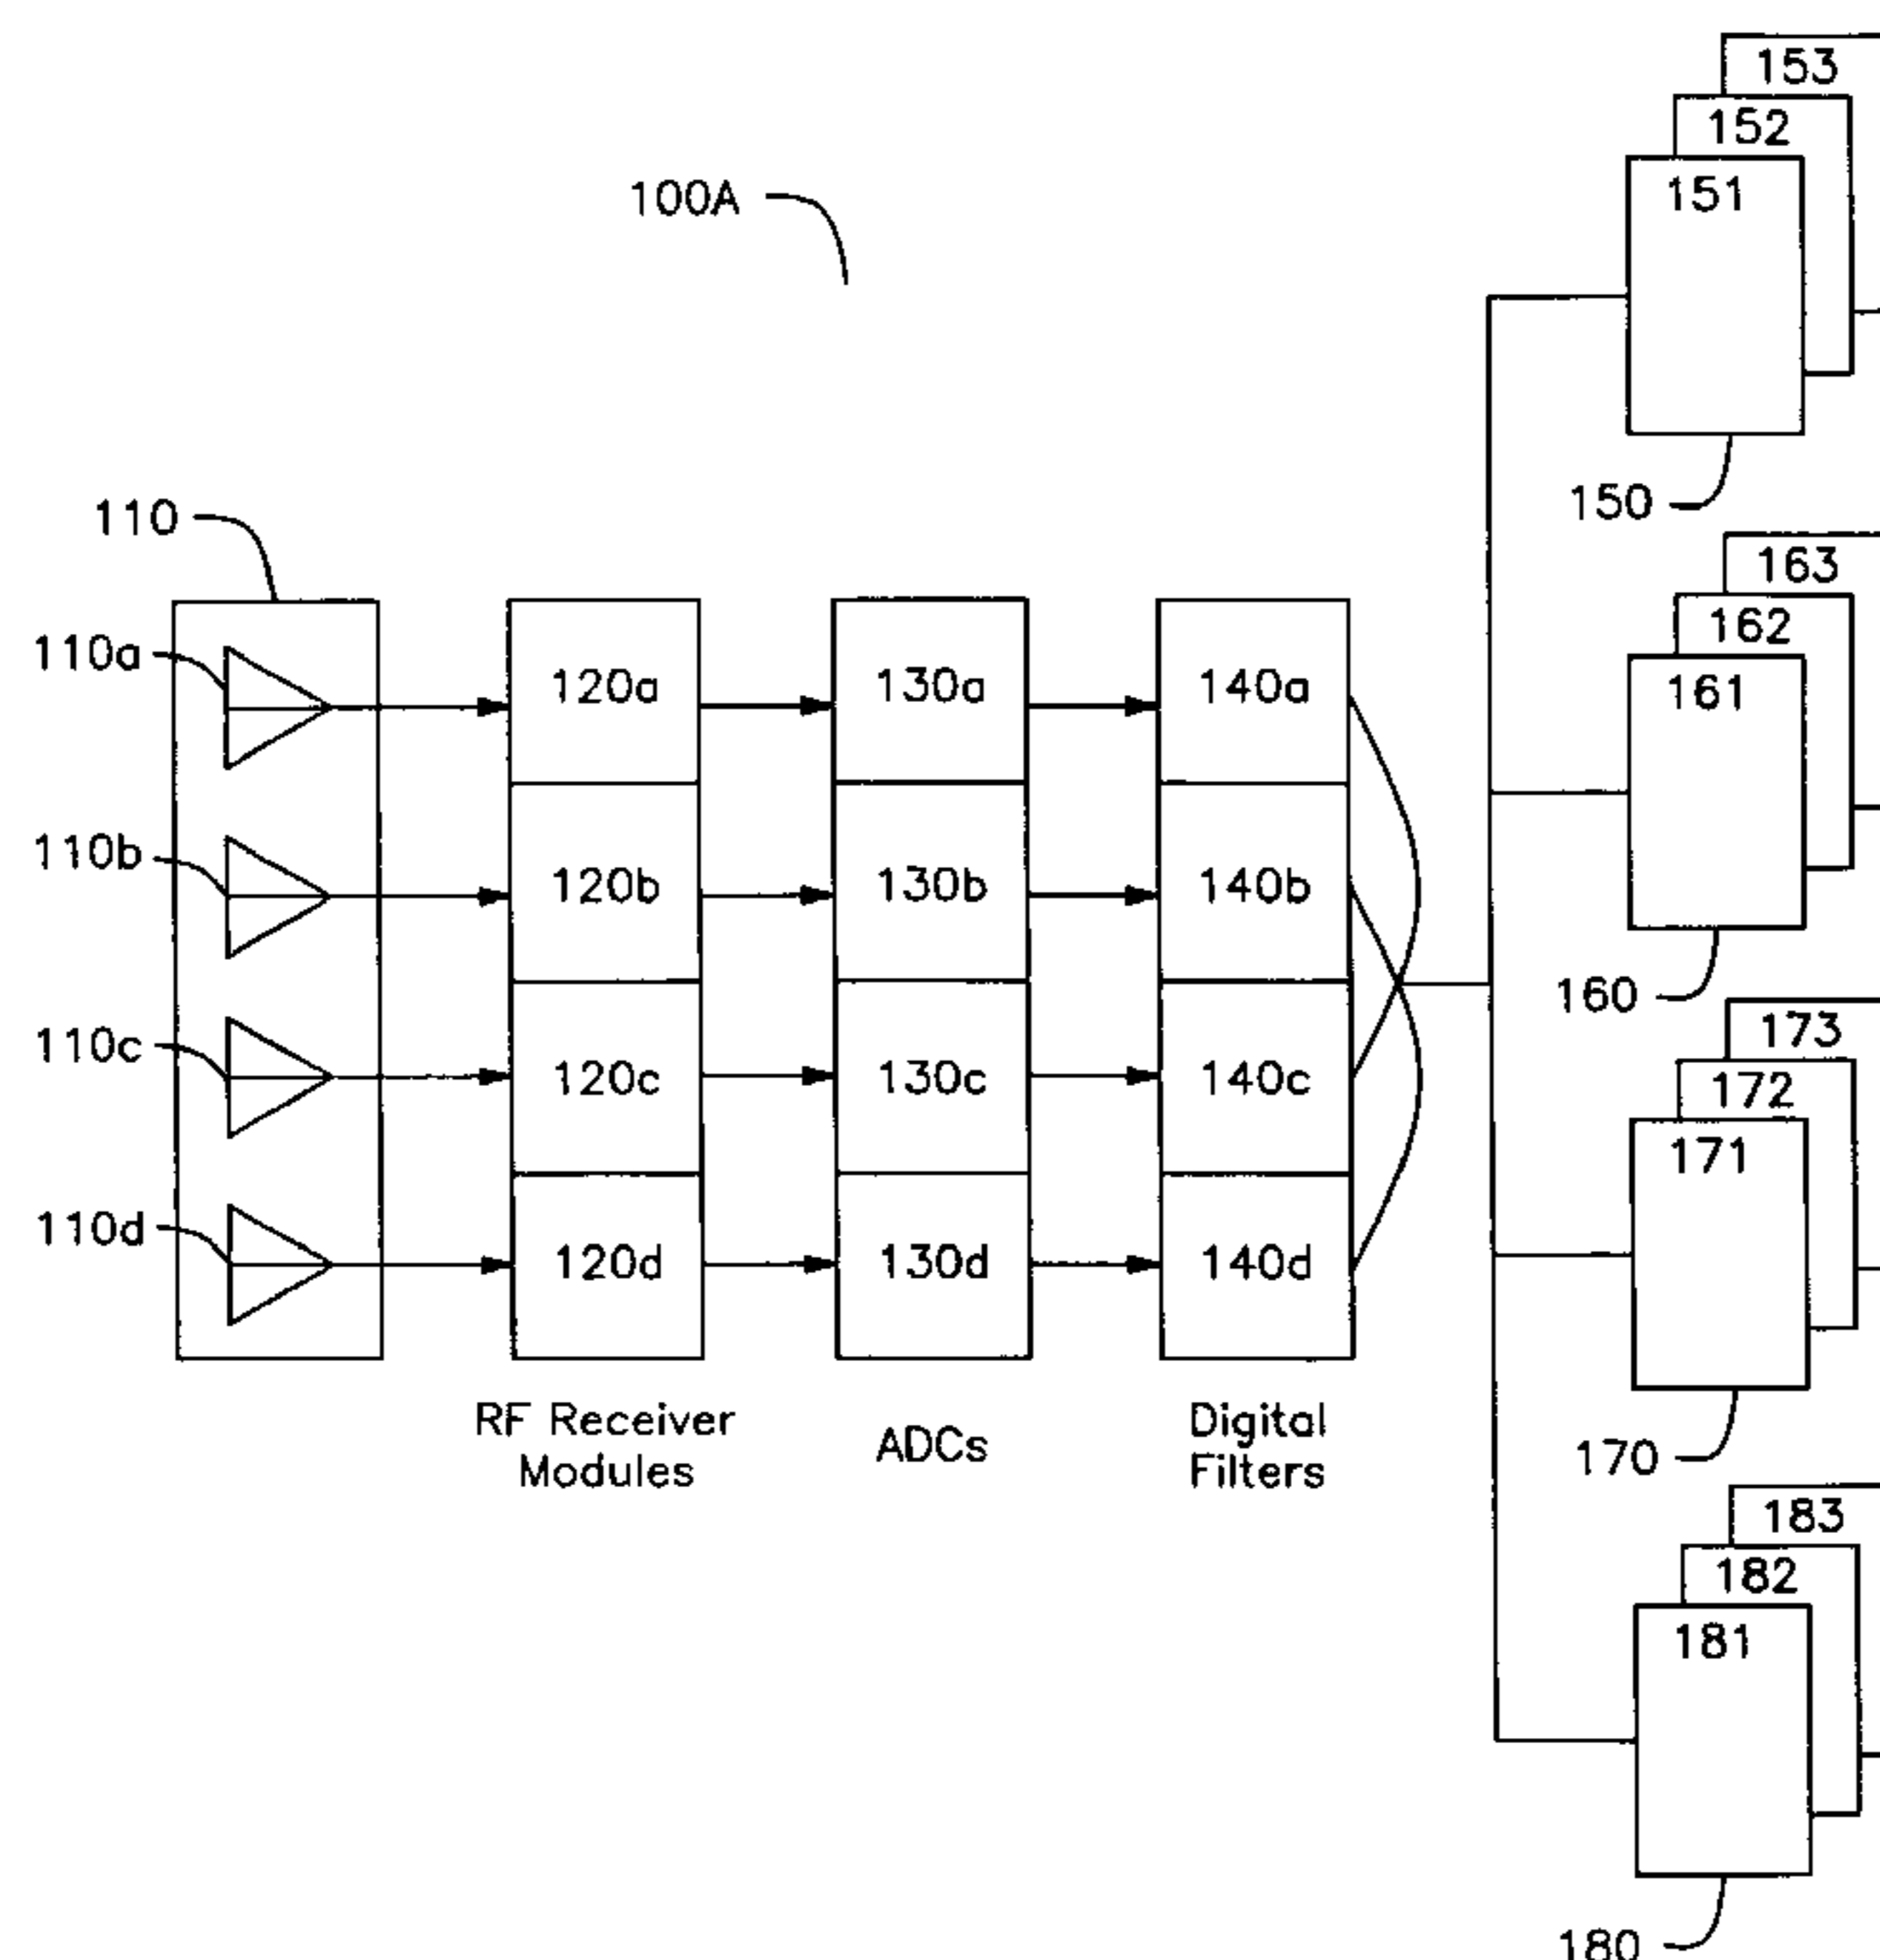 153
152
151
100A
150
110
163
162
161
110a
120a
130a
140a
110b
120b
130b
140b
160
173
172
171
110c
120c
130c
140c
110d
120d
130d
140d
RF Receiver
Modules
ADCs
Digital
Filters
170
183
182
181
180